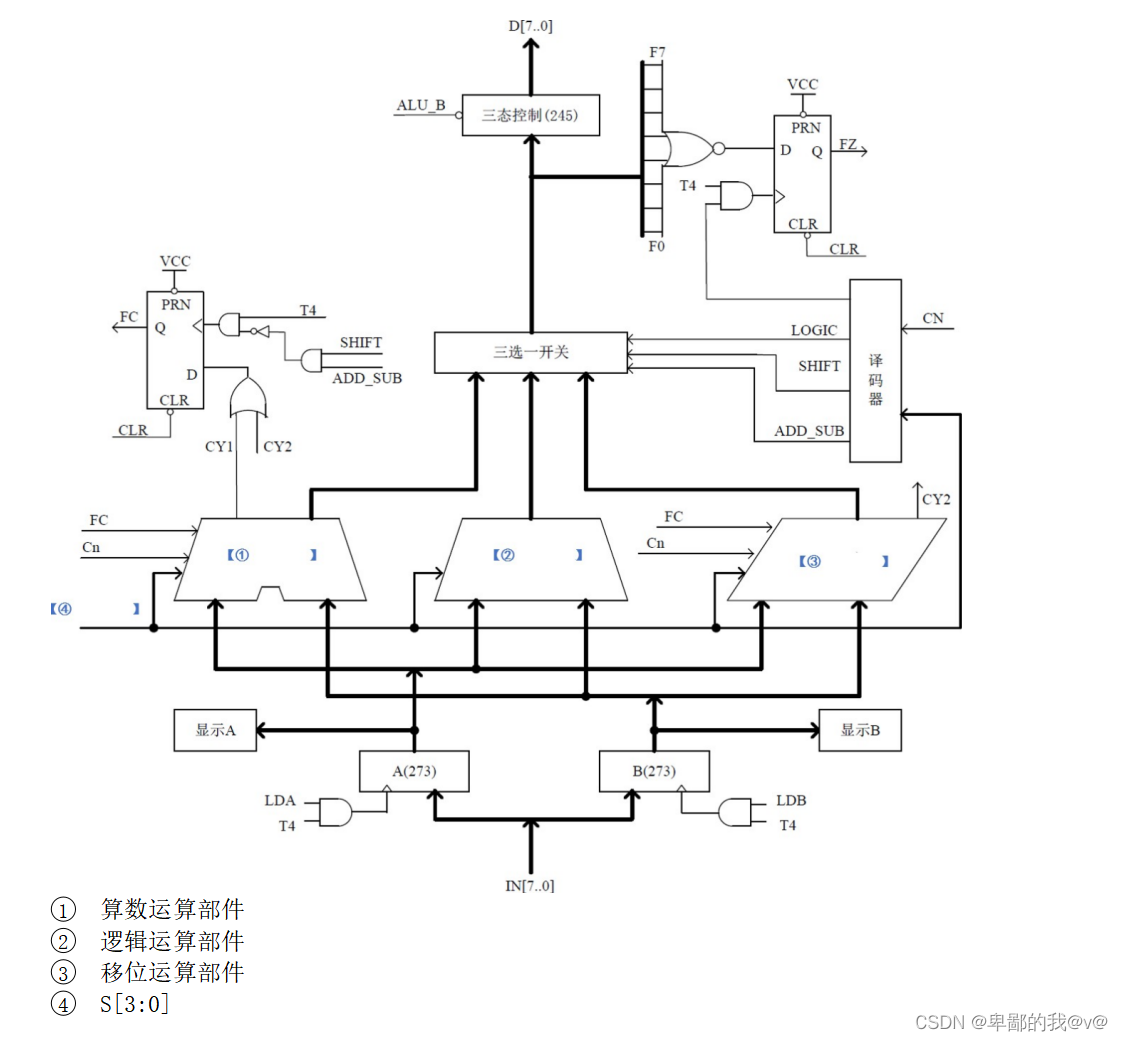 D[7..0]
ALU_B
三态控制(245)
F7
VCC
PRN
D
Q
FZ
T4
CLR
F0
CLR
VCC
PRN
FC
Q
T4
SHIFT
D
ADD_SUB
CLR
CLR
CY1
CY2
三选一开关
LOGIC
SHIFT
ADD_SUB
CN
译码器
CY2
FC
Cn
【① 】
【② 】
FC
Cn
【③ 】
【④ 】
显示A
显示B
A(273)
B(273)
LDA
T4
LDB
T4
IN[7..0]
① 算数运算部件
② 逻辑运算部件
③ 移位运算部件
④ S[3:0]
CSDN @卑鄙的我@v@